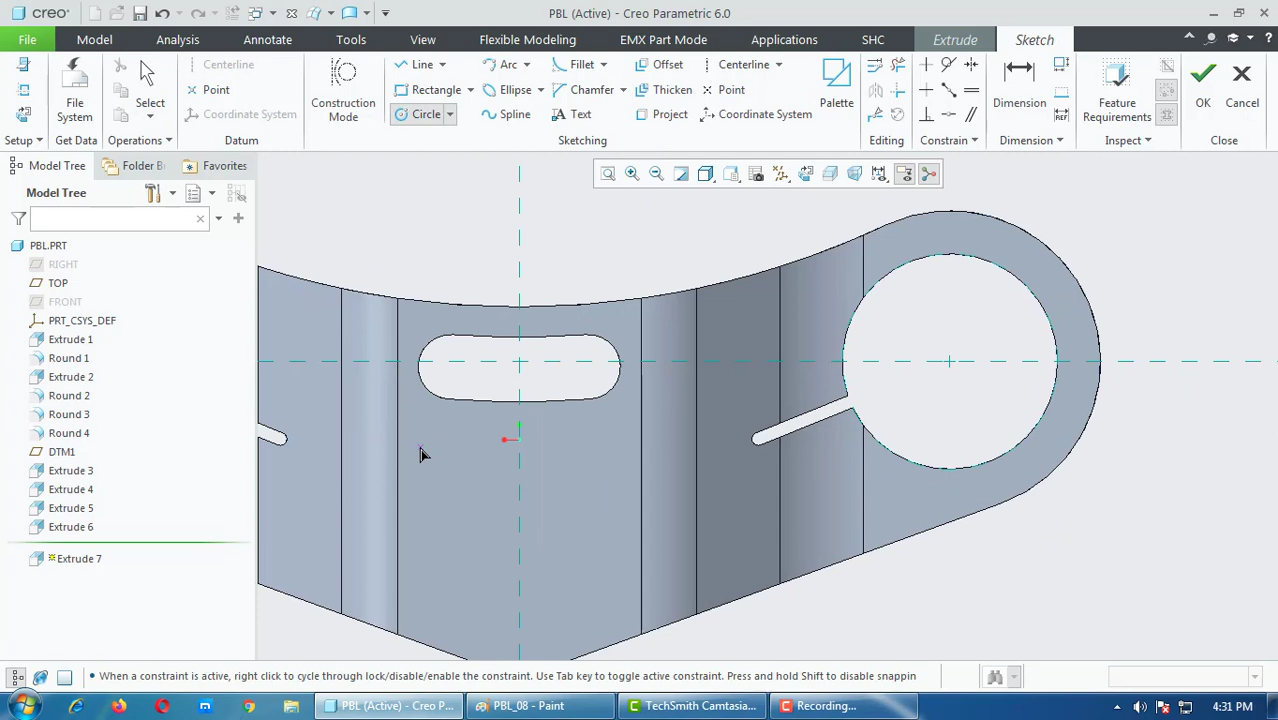 creo PBL (Active) - Creo Parametric 6.0
File Model Analysis Annotate Tools View Flexible Modeling EMX Part Mode Applications SHC Extrude Sketch
Line Arc Fillet Offset Centerline
Centerline
Rectangle Ellipse Chamfer Thicken Point
Point
Coordinate System
Circle Spline Text Project Coordinate System
File System
Select
Construction Mode
Palette
Dimension
Feature Requirements
OK
Cancel
Setup Get Data Operations Datum Sketching Editing Constrain Dimension Inspect Close
Model Tree Folder B Favorites
Model Tree
PBL.PRT
RIGHT
TOP
FRONT
PRT_CSYS_DEF
Extrude 1
Round 1
Extrude 2
Round 2
Round 3
Round 4
DTM1
Extrude 3
Extrude 4
Extrude 5
Extrude 6
Extrude 7
• When a constraint is active, right click to cycle through lock/disable/enable the constraint. Use Tab key to toggle active constraint. Press and hold Shift to disable snappin
PBL (Active) - Creo P... PBL_08 - Paint TechSmith Camtasia... Recording... 4:31 PM